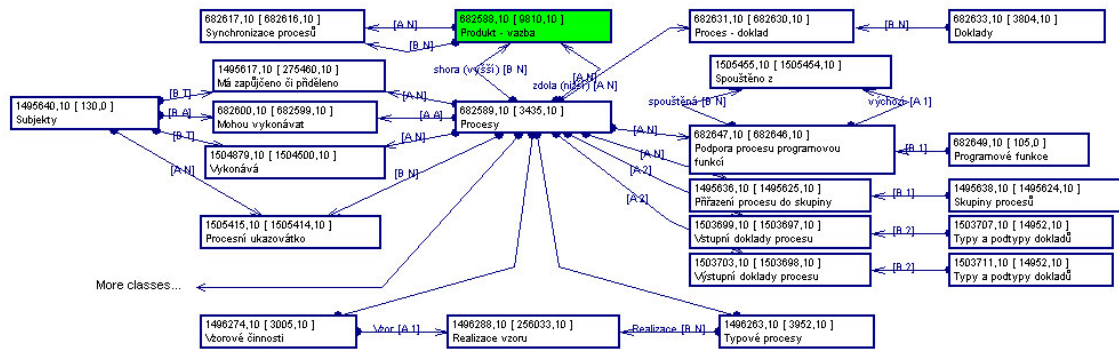 682617,10 [ 682616,10 ]
Synchronizace procesů
[A N]
[B N]
682588,10 [ 9810,10 ]
Produkt - vazba
682631,10 [ 682630,10 ]
Proces - doklad
[B N]
682633,10 [ 3804,10 ]
Doklady
shora (vyšší) [B N]
[A N]
zdola (nižší) [A N]
1505455,10 [ 1505454,10 ]
Spouštěno z
spouštěná [B N]
výchozí [A 1]
1495617,10 [ 275460,10 ]
Má zapůjčeno či přiděleno
[B T]
[A N]
1495640,10 [ 130,0 ]
Subjekty
[B A]
682600,10 [ 682599,10 ]
Mohou vykonávat
[A A]
682589,10 [ 3435,10 ]
Procesy
[B T]
[A N]
1504879,10 [ 1504500,10 ]
Vykonává
[A N]
682647,10 [ 682646,10 ]
Podpora procesu programovou
funkcí
[B 1]
682649,10 [ 105,0 ]
Programové funkce
[A N]
[B N]
[A N]
[A 2]
[A 2]
1495636,10 [ 1495625,10 ]
Přiřazení procesu do skupiny
[B 1]
1495638,10 [ 1495624,10 ]
Skupiny procesů
1505415,10 [ 1505414,10 ]
Procesní ukazovátko
1503699,10 [ 1503697,10 ]
Vstupní doklady procesu
[B 2]
1503707,10 [ 14952,10 ]
Typy a podtypy dokladů
1503703,10 [ 1503698,10 ]
Výstupní doklady procesu
[B 2]
1503711,10 [ 14952,10 ]
Typy a podtypy dokladů
More classes...
1496274,10 [ 3005,10 ]
Vzorové činnosti
Vzor [A 1]
1496288,10 [ 256033,10 ]
Realizace vzoru
Realizace [B N]
1496263,10 [ 3952,10 ]
Typové procesy